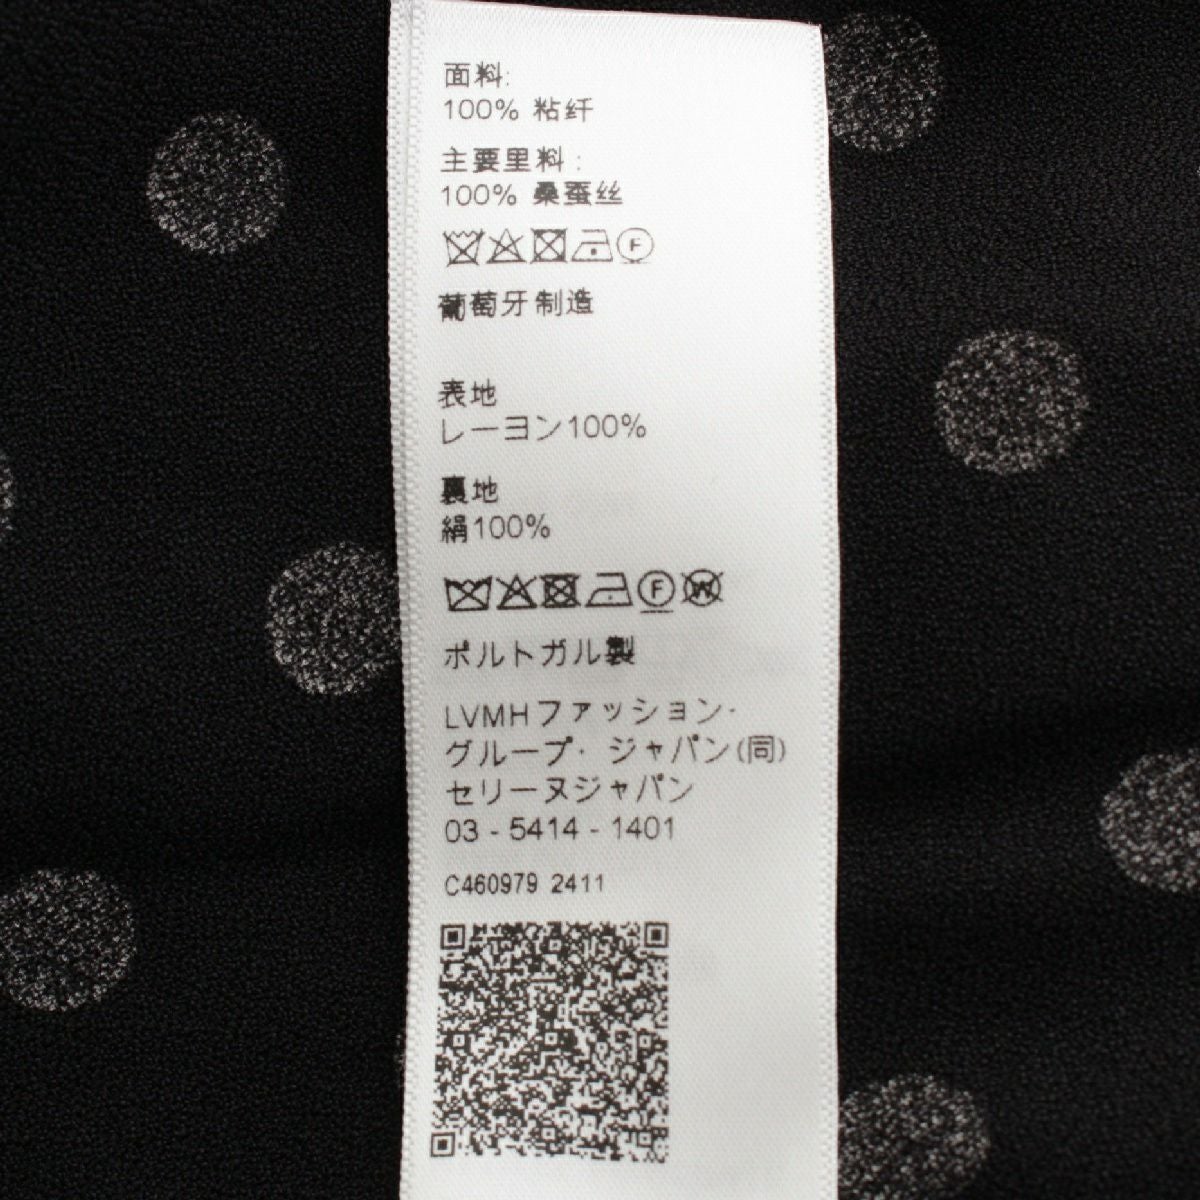 面料:
100% 粘纤
主要里料:
100% 桑蚕丝
F
葡萄牙制造
表地
レーヨン100%
裏地
絹100%
F W
ポルトガル製
LVMHファッション・
グループ・ジャパン(同)
セリーヌジャパン
03 - 5414 - 1401
C460979 2411